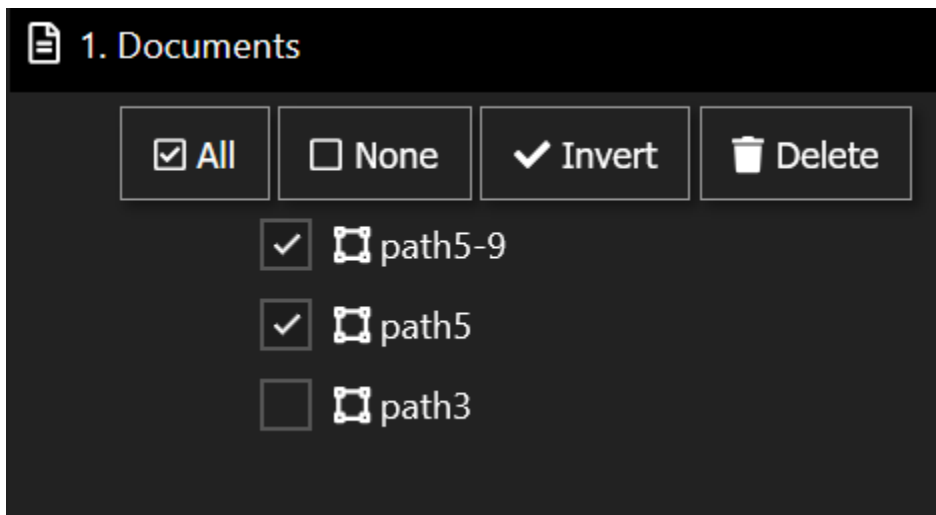 1. Documents
All None Invert Delete
path5-9
path5
path3